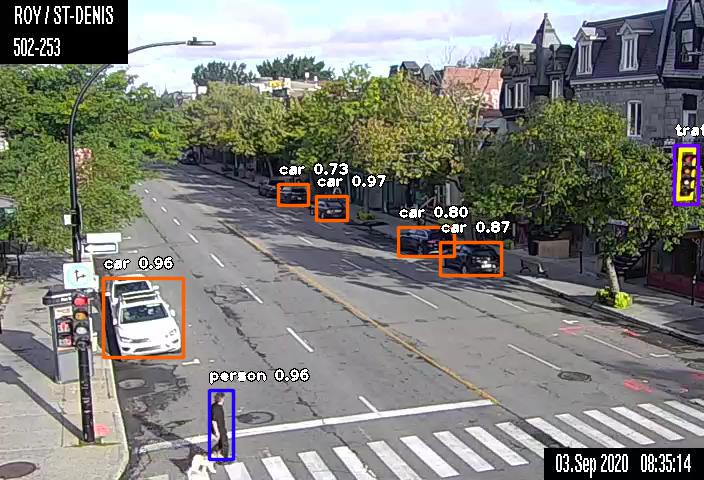 ROY / ST-DENIS
502-253
car 0.73
car 0.97
car 0.80
car 0.87
car 0.96
person 0.96
traf
03.Sep 2020 08:35:14